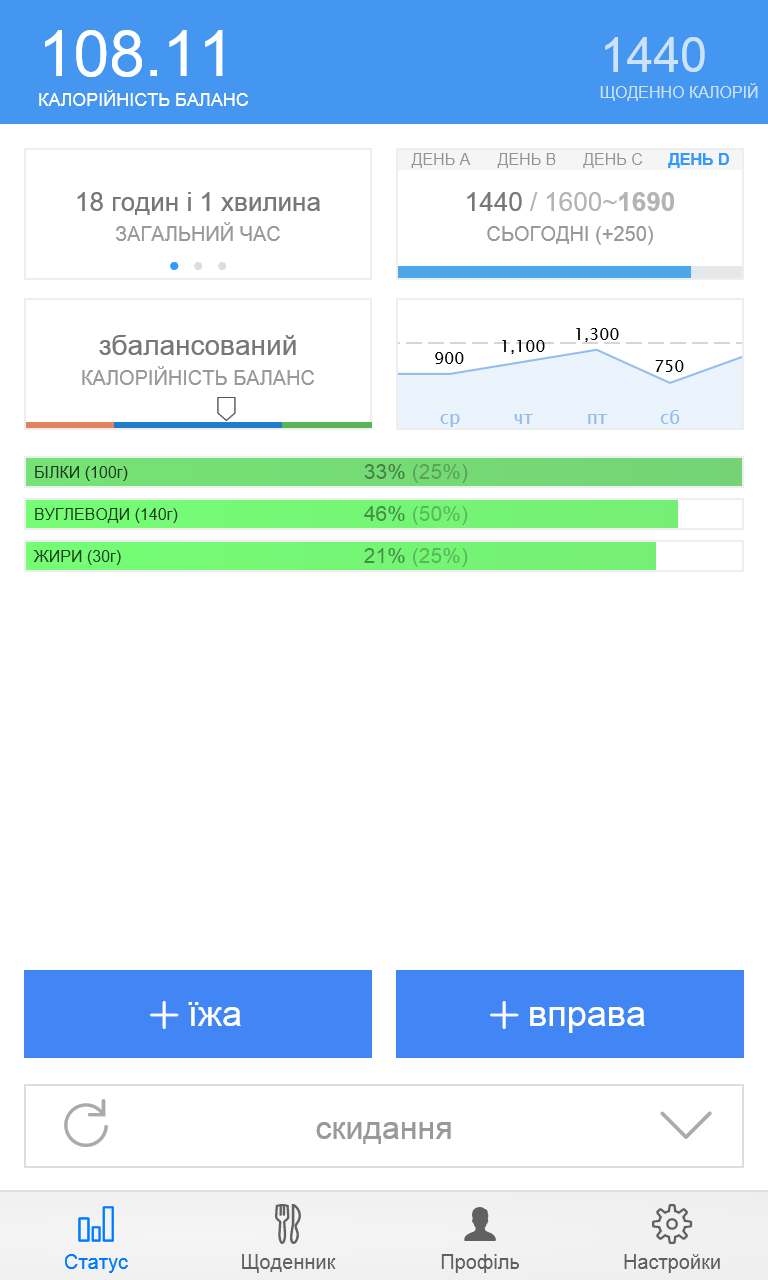 108.11
КАЛОРІЙНІСТЬ БАЛАНС
1440
ЩОДЕННО КАЛОРІЙ
18 годин і 1 хвилина
ЗАГАЛЬНИЙ ЧАС
ДЕНЬ A ДЕНЬ B ДЕНЬ C ДЕНЬ D
1440 / 1600~1690
СЬОГОДНІ (+250)
збалансований
КАЛОРІЙНІСТЬ БАЛАНС
900 1,100 1,300 750
ср чт пт сб
БІЛКИ (100г) 33% (25%)
ВУГЛЕВОДИ (140г) 46% (50%)
ЖИРИ (30г) 21% (25%)
+ їжа
+ вправа
скидання
Статус Щоденник Профіль Настройки